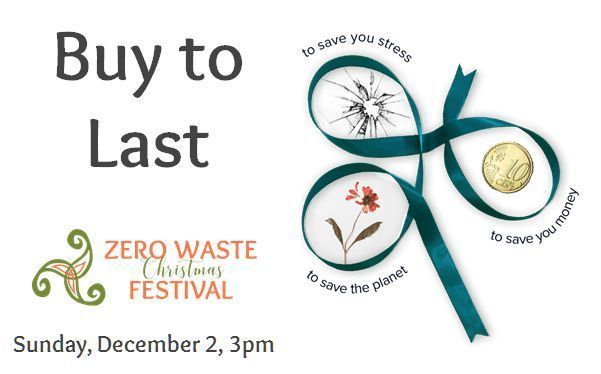 Buy to
Last
to save you stress
10
CENT
to save you money
to save the planet
ZERO WASTE
Christmas
FESTIVAL
Sunday, December 2, 3pm